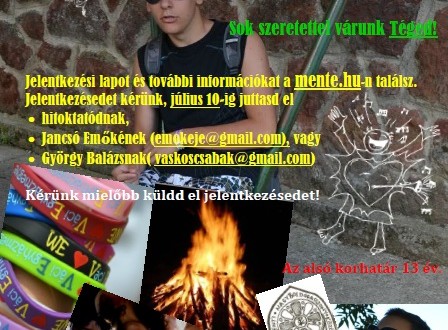 Sok szeretettel várunk Téged!
Jelentkezési lapot és további információkat a mente.hu-n találsz.
Jelentkezésedet kérünk, július 10-ig juttasd el
• hitoktatódnak,
• Jancsó Emőkének (emokeje@gmail.com), vagy
• György Balázsnak( vaskoscsabak@gmail.com)
Kérünk mielőbb küldd el jelentkezésedet!
WE
Az alsó korhatár 13 év.